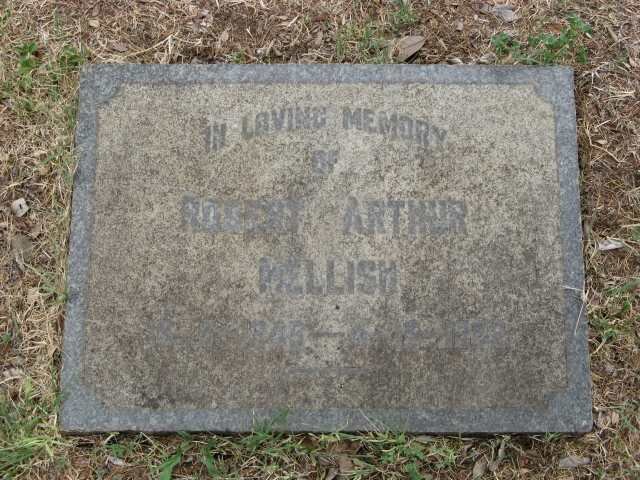 IN LOVING MEMORY
OF
ROBERT ARTHUR
MELLISH